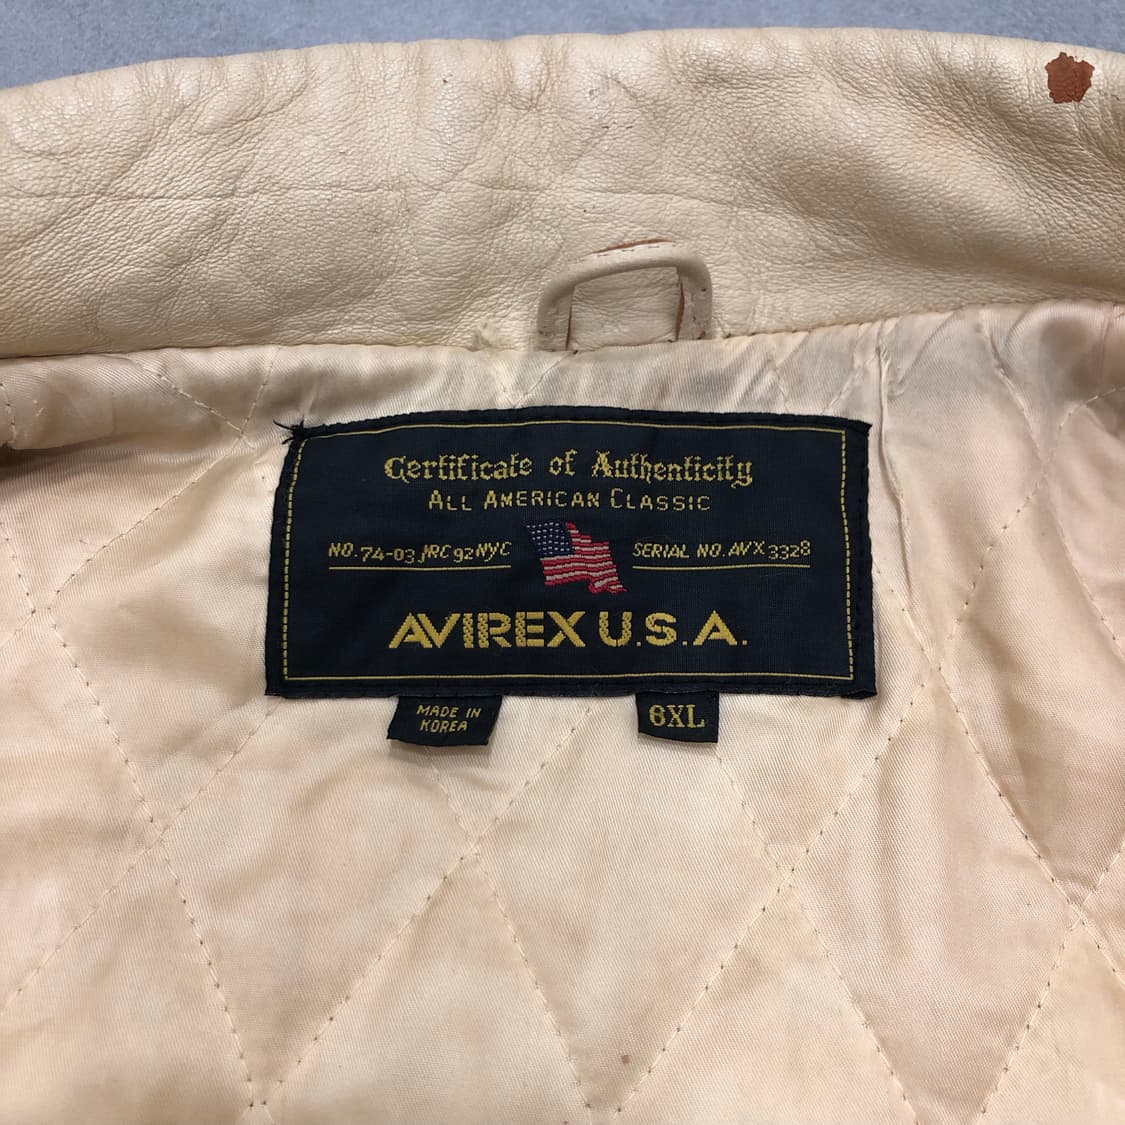 Certificate of Authenticity
ALL AMERICAN CLASSIC
NO. 74-03 JRC 92 NYC
SERIAL NO. AVX 3328
AVIREX U.S.A.
MADE IN
KOREA
6XL